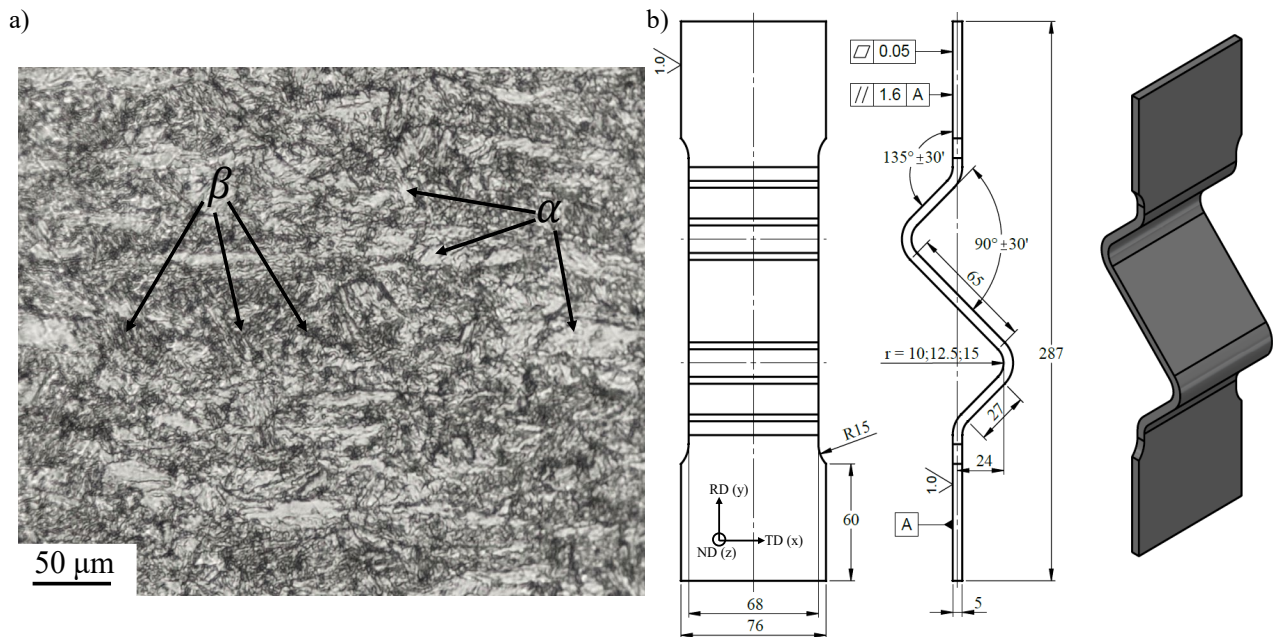 a)
β
α
50 μm
b)
1.0
0.05
// 1.6 A
135° ±30'
90° ±30'
65
r = 10;12.5;15
287
27
R15
24
1.0
RD (y)
TD (x)
ND (z)
60
A
68
5
76